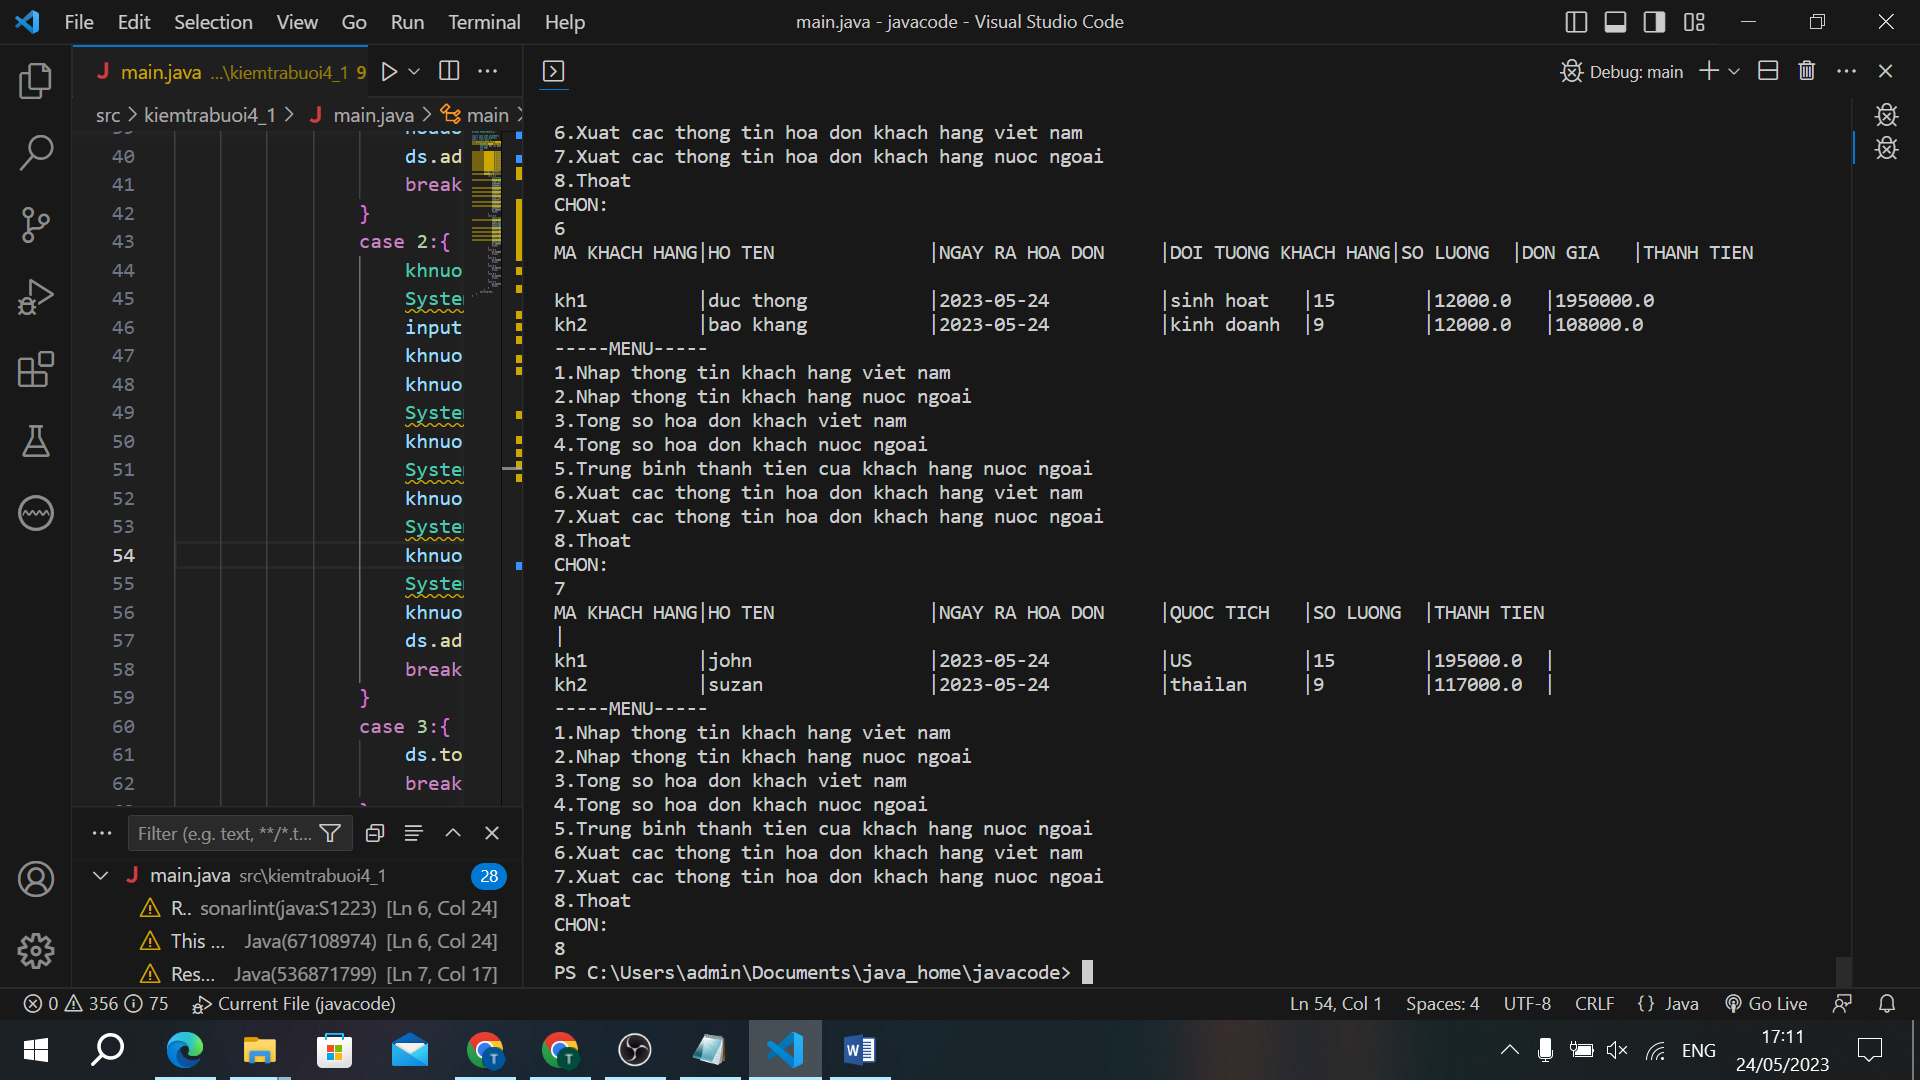 File Edit Selection View Go Run Terminal Help
main.java - javacode - Visual Studio Code
main.java ...\kiemtrabuoi4_1 9
src > kiemtrabuoi4_1 > main.java > main >
40 ds.ad
41 break
42 }
43 case 2:{
44 khnuo
45 Syste
46 input
47 khnuo
48 khnuo
49 Syste
50 khnuo
51 Syste
52 khnuo
53 Syste
54 khnuo
55 Syste
56 khnuo
57 ds.ad
58 break
59 }
60 case 3:{
61 ds.to
62 break
Filter (e.g. text, **/*.t...
main.java src\kiemtrabuoi4_1 28
R.. sonarlint(java:S1223) [Ln 6, Col 24]
This ... Java(67108974) [Ln 6, Col 24]
Res... Java(536871799) [Ln 7, Col 17]
Debug: main
6.Xuat cac thong tin hoa don khach hang viet nam
7.Xuat cac thong tin hoa don khach hang nuoc ngoai
8.Thoat
CHON:
6
MA KHACH HANG|HO TEN |NGAY RA HOA DON |DOI TUONG KHACH HANG|SO LUONG |DON GIA |THANH TIEN
kh1 |duc thong |2023-05-24 |sinh hoat |15 |12000.0 |1950000.0
kh2 |bao khang |2023-05-24 |kinh doanh |9 |12000.0 |108000.0
-----MENU-----
1.Nhap thong tin khach hang viet nam
2.Nhap thong tin khach hang nuoc ngoai
3.Tong so hoa don khach viet nam
4.Tong so hoa don khach nuoc ngoai
5.Trung binh thanh tien cua khach hang nuoc ngoai
6.Xuat cac thong tin hoa don khach hang viet nam
7.Xuat cac thong tin hoa don khach hang nuoc ngoai
8.Thoat
CHON:
7
MA KHACH HANG|HO TEN |NGAY RA HOA DON |QUOC TICH |SO LUONG |THANH TIEN
|
kh1 |john |2023-05-24 |US |15 |195000.0 |
kh2 |suzan |2023-05-24 |thailan |9 |117000.0 |
-----MENU-----
1.Nhap thong tin khach hang viet nam
2.Nhap thong tin khach hang nuoc ngoai
3.Tong so hoa don khach viet nam
4.Tong so hoa don khach nuoc ngoai
5.Trung binh thanh tien cua khach hang nuoc ngoai
6.Xuat cac thong tin hoa don khach hang viet nam
7.Xuat cac thong tin hoa don khach hang nuoc ngoai
8.Thoat
CHON:
8
PS C:\Users\admin\Documents\java_home\javacode>
0 356 75 Current File (javacode)
Ln 54, Col 1 Spaces: 4 UTF-8 CRLF {} Java Go Live
ENG
17:11
24/05/2023